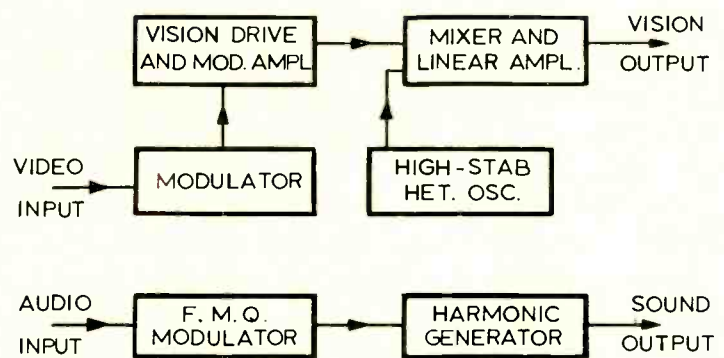 VISION DRIVE
AND MOD. AMPL
MIXER AND
LINEAR AMPL.
VISION
OUTPUT
VIDEO
INPUT
MODULATOR
HIGH-STAB
HET. OSC.
AUDIO
INPUT
F. M. Q.
MODULATOR
HARMONIC
GENERATOR
SOUND
OUTPUT